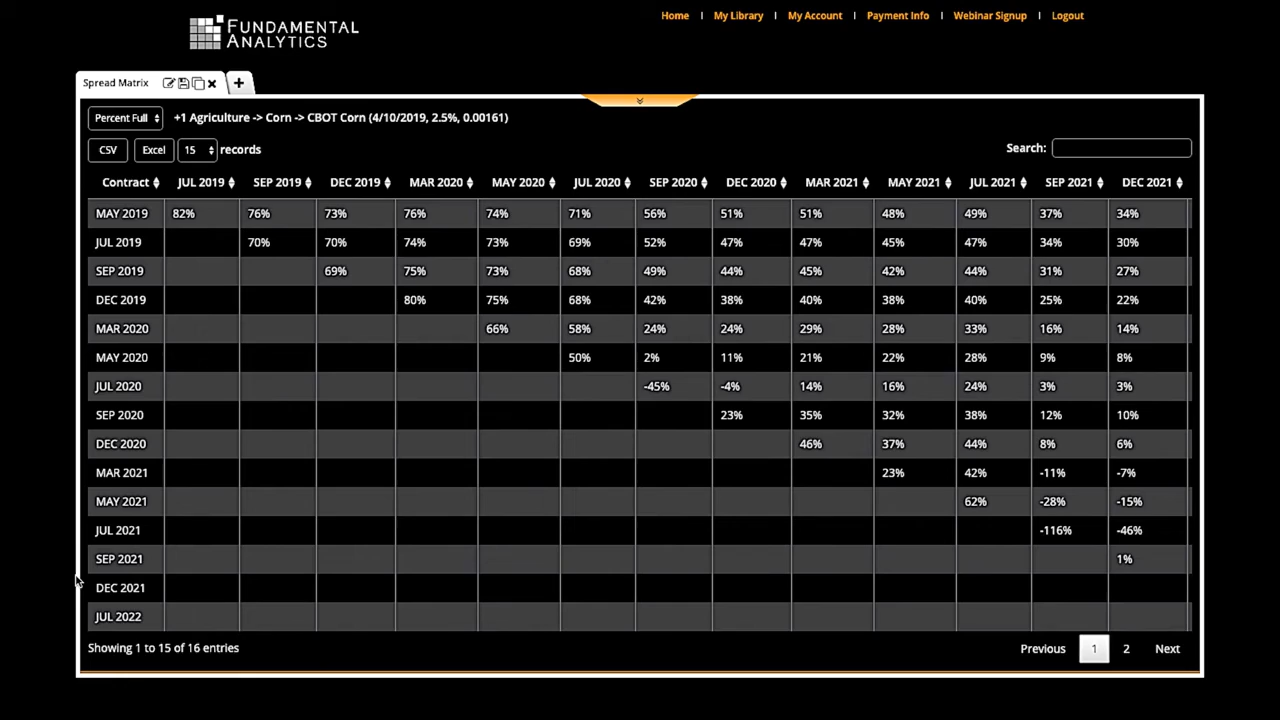 FUNDAMENTAL
ANALYTICS
Home | My Library | My Account | Payment Info | Webinar Signup | Logout
Spread Matrix
Percent Full +1 Agriculture -> Corn -> CBOT Corn (4/10/2019, 2.5%, 0.00161)
CSV Excel 15 records Search:
Contract JUL 2019 SEP 2019 DEC 2019 MAR 2020 MAY 2020 JUL 2020 SEP 2020 DEC 2020 MAR 2021 MAY 2021 JUL 2021 SEP 2021 DEC 2021
MAY 2019 82% 76% 73% 76% 74% 71% 56% 51% 51% 48% 49% 37% 34%
JUL 2019 70% 70% 74% 73% 69% 52% 47% 47% 45% 47% 34% 30%
SEP 2019 69% 75% 73% 68% 49% 44% 45% 42% 44% 31% 27%
DEC 2019 80% 75% 68% 42% 38% 40% 38% 40% 25% 22%
MAR 2020 66% 58% 24% 24% 29% 28% 33% 16% 14%
MAY 2020 50% 2% 11% 21% 22% 28% 9% 8%
JUL 2020 -45% -4% 14% 16% 24% 3% 3%
SEP 2020 23% 35% 32% 38% 12% 10%
DEC 2020 46% 37% 44% 8% 6%
MAR 2021 23% 42% -11% -7%
MAY 2021 62% -28% -15%
JUL 2021 -116% -46%
SEP 2021 1%
DEC 2021
JUL 2022
Showing 1 to 15 of 16 entries Previous 1 2 Next